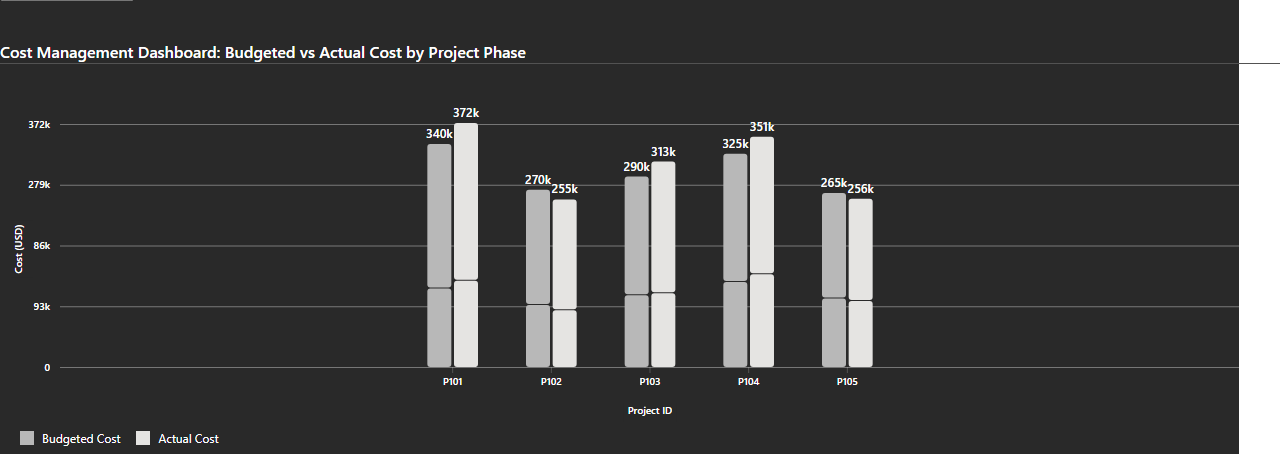 Cost Management Dashboard: Budgeted vs Actual Cost by Project Phase
372k
340k
372k
270k
255k
290k
313k
325k
351k
265k
256k
279k
86k
93k
0
Cost (USD)
P101
P102
P103
P104
P105
Project ID
Budgeted Cost
Actual Cost